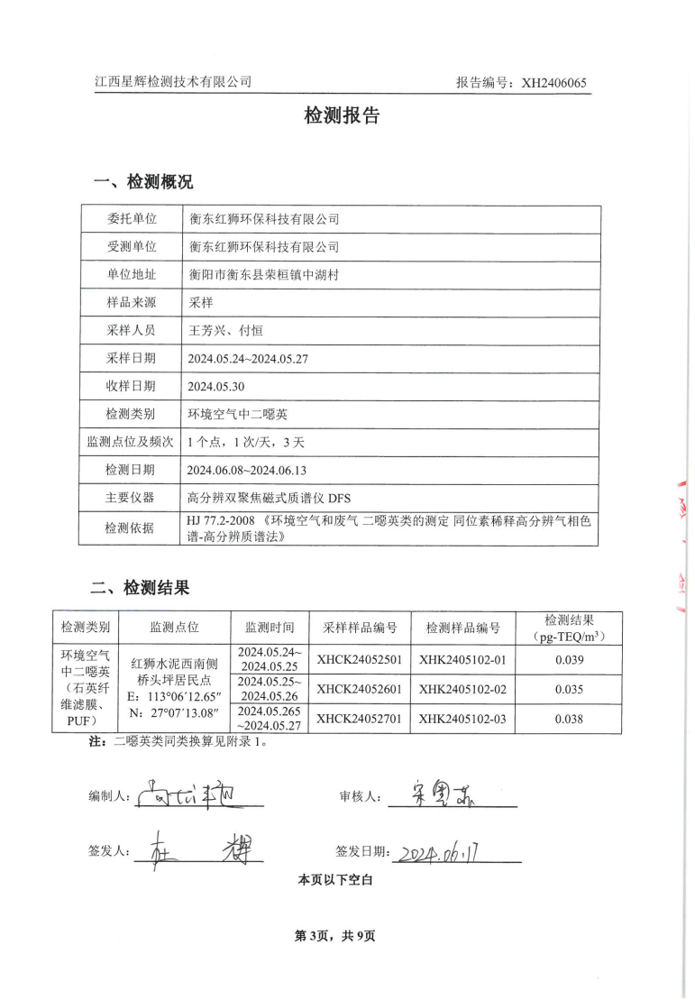 江西星辉检测技术有限公司 报告编号：XH2406065
检测报告
一、检测概况
委托单位 衡东红狮环保科技有限公司
受测单位 衡东红狮环保科技有限公司
单位地址 衡阳市衡东县荣桓镇中湖村
样品来源 采样
采样人员 王芳兴、付恒
采样日期 2024.05.24~2024.05.27
收样日期 2024.05.30
检测类别 环境空气中二噁英
监测点位及频次 1个点，1次/天，3天
检测日期 2024.06.08~2024.06.13
主要仪器 高分辨双聚焦磁式质谱仪 DFS
检测依据 HJ 77.2-2008 《环境空气和废气 二噁英类的测定 同位素稀释高分辨气相色
谱-高分辨质谱法》
二、检测结果
检测类别 监测点位 监测时间 采样样品编号 检测样品编号 检测结果
（pg-TEQ/m³）
环境空气
中二噁英
（石英纤
维滤膜、
PUF）
红狮水泥西南侧
桥头坪居民点
E：113°06′12.65″
N：27°07′13.08″
2024.05.24~
2024.05.25 XHCK24052501 XHK2405102-01 0.039
2024.05.25~
2024.05.26 XHCK24052601 XHK2405102-02 0.035
2024.05.265
~2024.05.27 XHCK24052701 XHK2405102-03 0.038
注：二噁英类同类换算见附录1。
编制人： 审核人：
签发人：杜 辉 签发日期：2024.06.17
本页以下空白
第3页，共9页